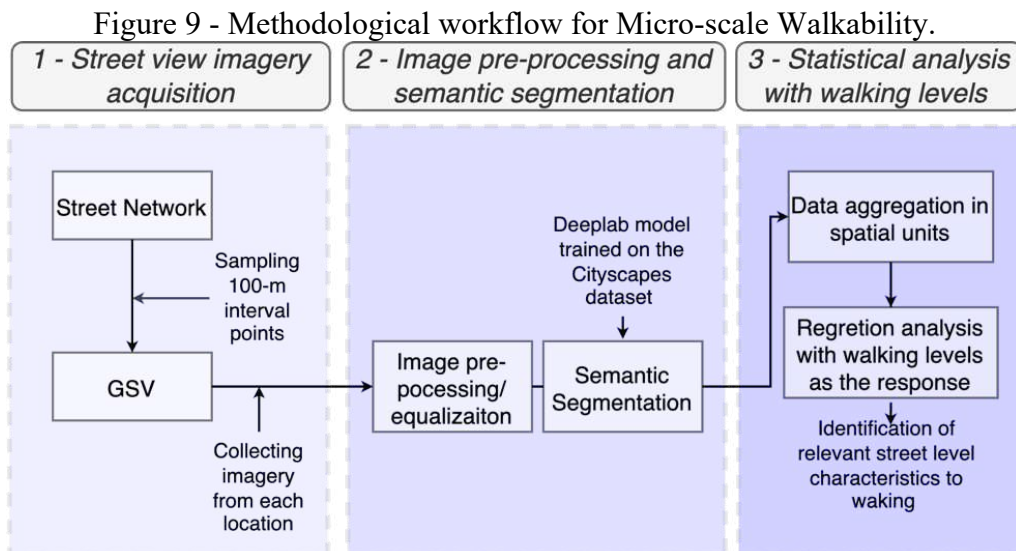 Figure 9 - Methodological workflow for Micro-scale Walkability.
1 - Street view imagery
acquisition
2 - Image pre-processing and
semantic segmentation
3 - Statistical analysis
with walking levels
Street Network
Sampling
100-m
interval
points
GSV
Collecting
imagery
from each
location
Deeplab model
trained on the
Cityscapes
dataset
Image pre-
pocessing/
equalizaiton
Semantic
Segmentation
Data aggregation in
spatial units
Regretion analysis
with walking levels
as the response
Identification of
relevant street level
characteristics to
waking